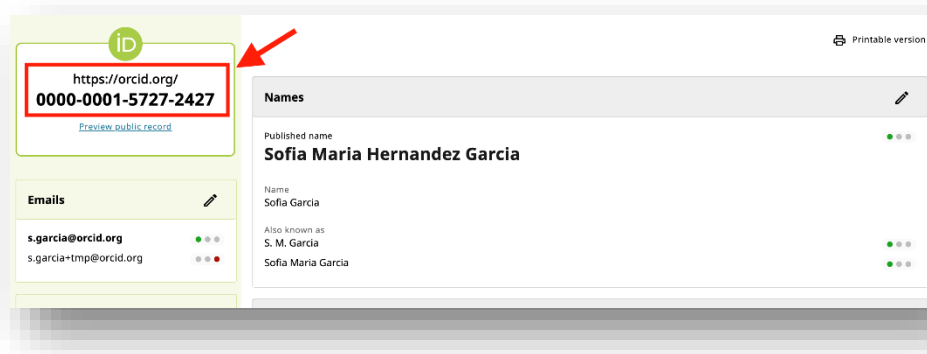 iD
https://orcid.org/
0000-0001-5727-2427
Preview public record
Emails
s.garcia@orcid.org
s.garcia+tmp@orcid.org
Printable version
Names
Published name
Sofia Maria Hernandez Garcia
Name
Sofia Garcia
Also known as
S. M. Garcia
Sofia Maria Garcia